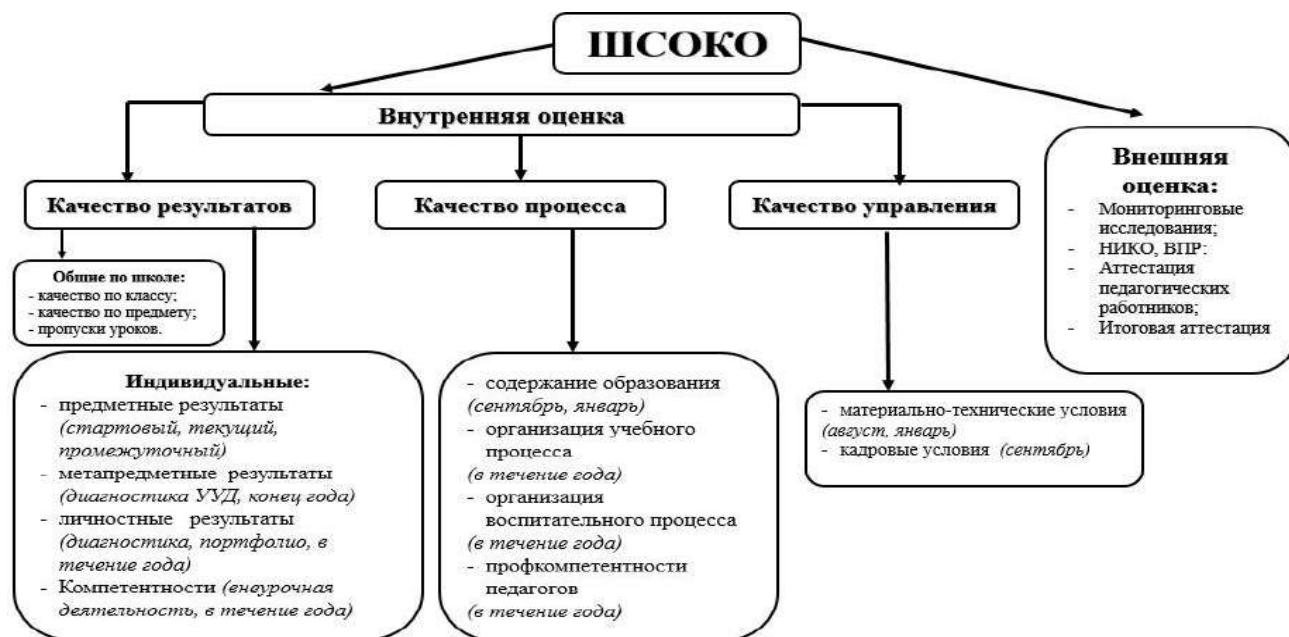 ШСОКО
Внутренняя оценка
Качество результатов
Качество процесса
Качество управления
Внешняя
оценка:
- Мониторинговые
исследования;
- НИКО, ВПР:
- Аттестация
педагогических
работников;
- Итоговая аттестация
Общие по школе:
- качество по классу;
- качество по предмету;
- пропуски уроков.
Индивидуальные:
- предметные результаты
(стартовый, текущий,
промежуточный)
- метапредметные результаты
(диагностика УУД, конец года)
- личностные результаты
(диагностика, портфолио, в
течение года)
- Компетентности (внеурочная
деятельность, в течение года)
- содержание образования
(сентябрь, январь)
- организация учебного
процесса
(в течение года)
- организация
воспитательного процесса
(в течение года)
- профкомпетентности
педагогов
(в течение года)
- материально-технические условия
(август, январь)
- кадровые условия (сентябрь)